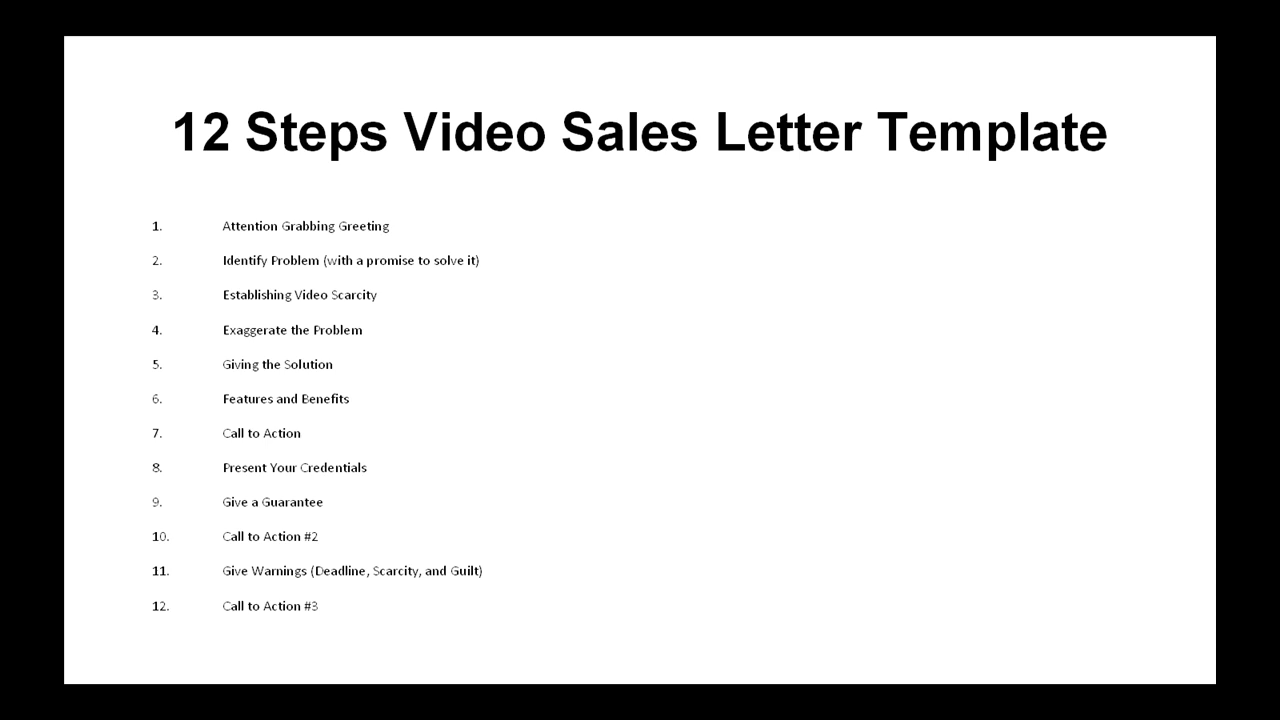 12 Steps Video Sales Letter Template
1. Attention Grabbing Greeting
2. Identify Problem (with a promise to solve it)
3. Establishing Video Scarcity
4. Exaggerate the Problem
5. Giving the Solution
6. Features and Benefits
7. Call to Action
8. Present Your Credentials
9. Give a Guarantee
10. Call to Action #2
11. Give Warnings (Deadline, Scarcity, and Guilt)
12. Call to Action #3